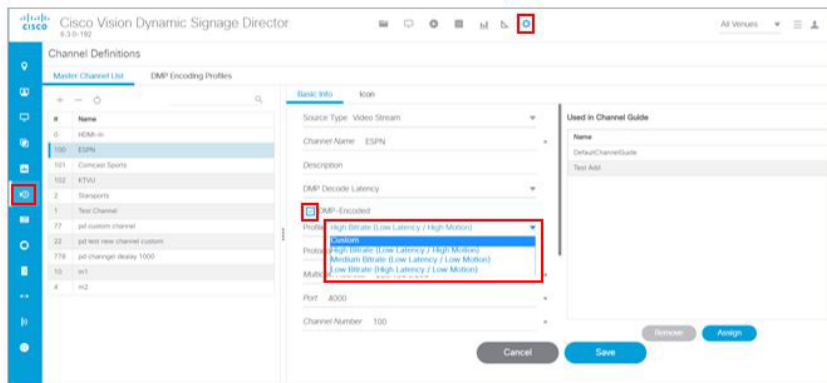 CISCO
Cisco Vision Dynamic Signage Director
6.3.0-192
All Venues
Channel Definitions
Master Channel List
DMP Encoding Profiles
# Name
0 HDMI-in
100 ESPN
101 Comcast Sports
102 KTVU
2 Starsports
1 Test Channel
77 pd custom channel
22 pd test new channel custom
778 pd channgel dealay 1000
10 m1
4 m2
Basic Info
Icon
Source Type Video Stream
Channel Name ESPN
Description
DMP Decode Latency
DMP-Encoded
Profile High Bitrate (Low Latency / High Motion)
Custom
High Bitrate (Low Latency / High Motion)
Medium Bitrate (Low Latency / Low Motion)
Low Bitrate (High Latency / Low Motion)
Port 4000
Channel Number 100
Used in Channel Guide
Name
DefaultChannelGuide
Test Add
Remove
Assign
Cancel
Save